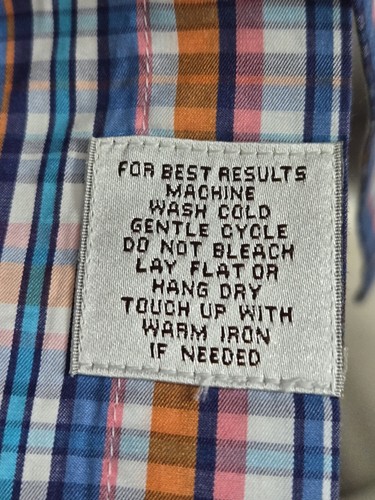 FOR BEST RESULTS
MACHINE
WASH COLD
GENTLE CYCLE
DO NOT BLEACH
LAY FLAT OR
HANG DRY
TOUCH UP WITH
WARM IRON
IF NEEDED